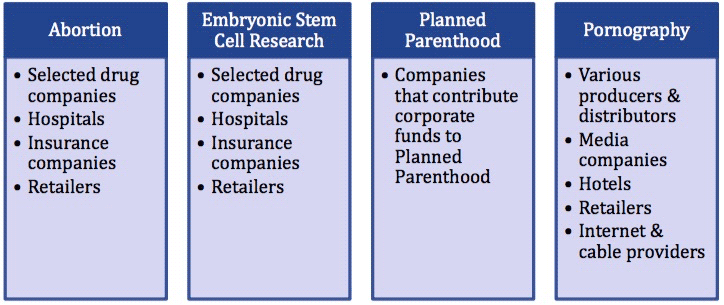 Abortion
• Selected drug
companies
• Hospitals
• Insurance
companies
• Retailers
Embryonic Stem
Cell Research
• Selected drug
companies
• Hospitals
• Insurance
companies
• Retailers
Planned
Parenthood
• Companies
that contribute
corporate
funds to
Planned
Parenthood
Pornography
• Various
producers &
distributors
• Media
companies
• Hotels
• Retailers
• Internet &
cable providers